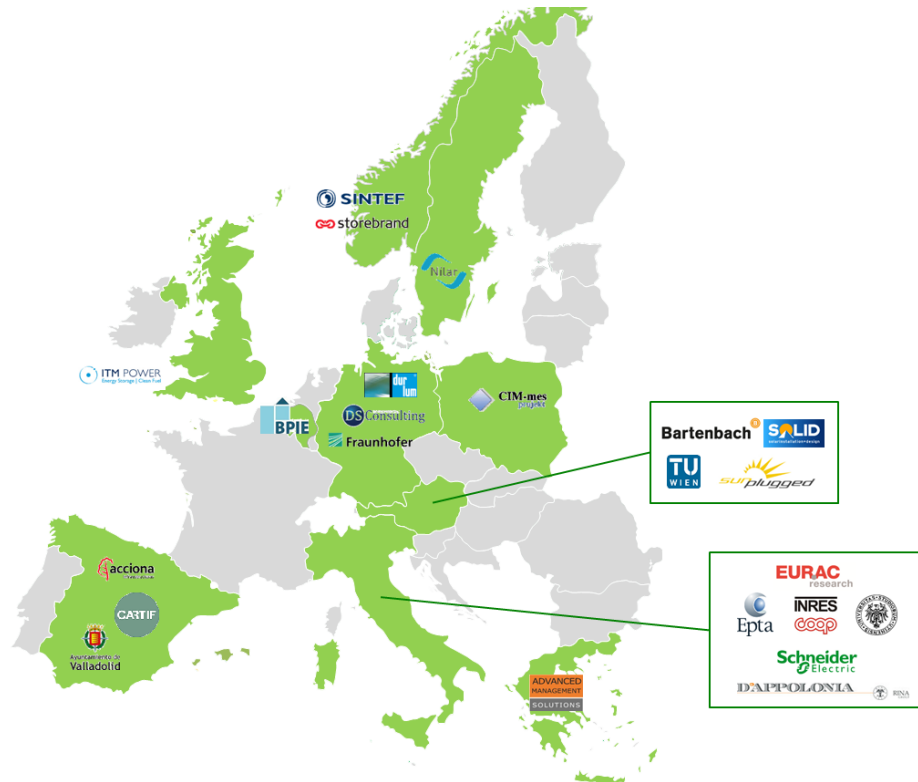 SINTEF
storebrand
Nilar
ITM POWER
Energy Storage | Clean Fuel
durlum
DS Consulting
BPIE
Fraunhofer
CIM-mes
projekt
Bartenbach
SOLID
TU
WIEN
sunplugged
acciona
CARTIF
Ayuntamiento de
Valladolid
EURAC
research
Epta
INRES
coop
Schneider
Electric
D'APPOLONIA
RINA
ADVANCED
MANAGEMENT
SOLUTIONS